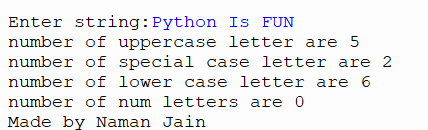 Enter string:Python Is FUN
number of uppercase letter are 5
number of special case letter are 2
number of lower case letter are 6
number of num letters are 0
Made by Naman Jain